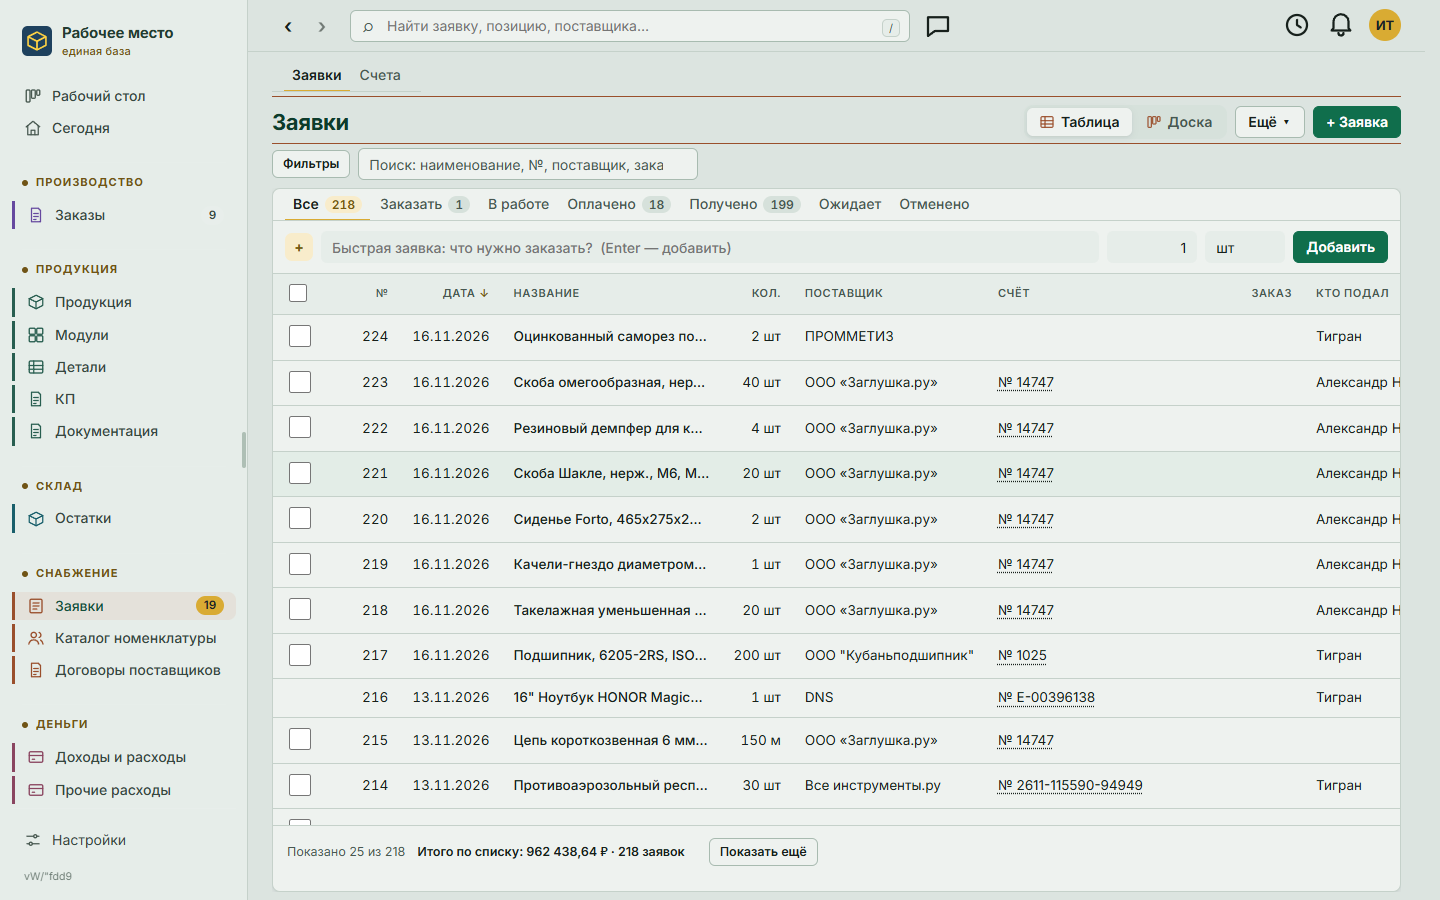 Рабочее место
единая база
Рабочий стол
Сегодня
ПРОИЗВОДСТВО
Заказы 9
ПРОДУКЦИЯ
Продукция
Модули
Детали
КП
Документация
СКЛАД
Остатки
СНАБЖЕНИЕ
Заявки 19
Каталог номенклатуры
Договоры поставщиков
ДЕНЬГИ
Доходы и расходы
Прочие расходы
Настройки
vW/"fdd9
‹ › Найти заявку, позицию, поставщика... / ИТ
Заявки Счета
Заявки Таблица Доска Ещё ▾ + Заявка
Фильтры Поиск: наименование, №, поставщик, зака
Все 218 Заказать 1 В работе Оплачено 18 Получено 199 Ожидает Отменено
+ Быстрая заявка: что нужно заказать? (Enter — добавить) 1 шт Добавить
№ ДАТА ↓ НАЗВАНИЕ КОЛ. ПОСТАВЩИК СЧЁТ ЗАКАЗ КТО ПОДАЛ
224 16.11.2026 Оцинкованный саморез по... 2 шт ПРОММЕТИЗ Тигран
223 16.11.2026 Скоба омегообразная, нер... 40 шт ООО «Заглушка.ру» № 14747 Александр Н
222 16.11.2026 Резиновый демпфер для к... 4 шт ООО «Заглушка.ру» № 14747 Александр Н
221 16.11.2026 Скоба Шакле, нерж., М6, М... 20 шт ООО «Заглушка.ру» № 14747 Александр Н
220 16.11.2026 Сиденье Forto, 465х275х2... 2 шт ООО «Заглушка.ру» № 14747 Александр Н
219 16.11.2026 Качели-гнездо диаметром... 1 шт ООО «Заглушка.ру» № 14747 Александр Н
218 16.11.2026 Такелажная уменьшенная ... 20 шт ООО «Заглушка.ру» № 14747 Александр Н
217 16.11.2026 Подшипник, 6205-2RS, ISO... 200 шт ООО "Кубаньподшипник" № 1025 Тигран
216 13.11.2026 16" Ноутбук HONOR Magic... 1 шт DNS № E-00396138 Тигран
215 13.11.2026 Цепь короткозвенная 6 мм... 150 м ООО «Заглушка.ру» № 14747
214 13.11.2026 Противоаэрозольный респ... 30 шт Все инструменты.ру № 2611-115590-94949 Тигран
Показано 25 из 218 Итого по списку: 962 438,64 ₽ · 218 заявок Показать ещё